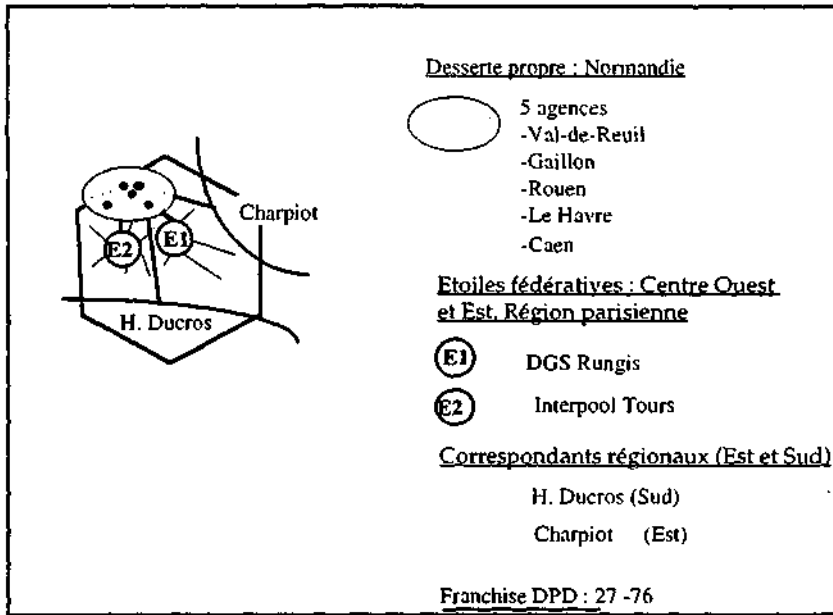 Desserte propre : Normandie
5 agences
-Val-de-Reuil
-Gaillon
-Rouen
-Le Havre
-Caen
Charpiot
E2
E1
H. Ducros
Etoiles fédératives : Centre Ouest
et Est, Région parisienne
E1 DGS Rungis
E2 Interpool Tours
Correspondants régionaux (Est et Sud)
H. Ducros (Sud)
Charpiot (Est)
Franchise DPD : 27 -76